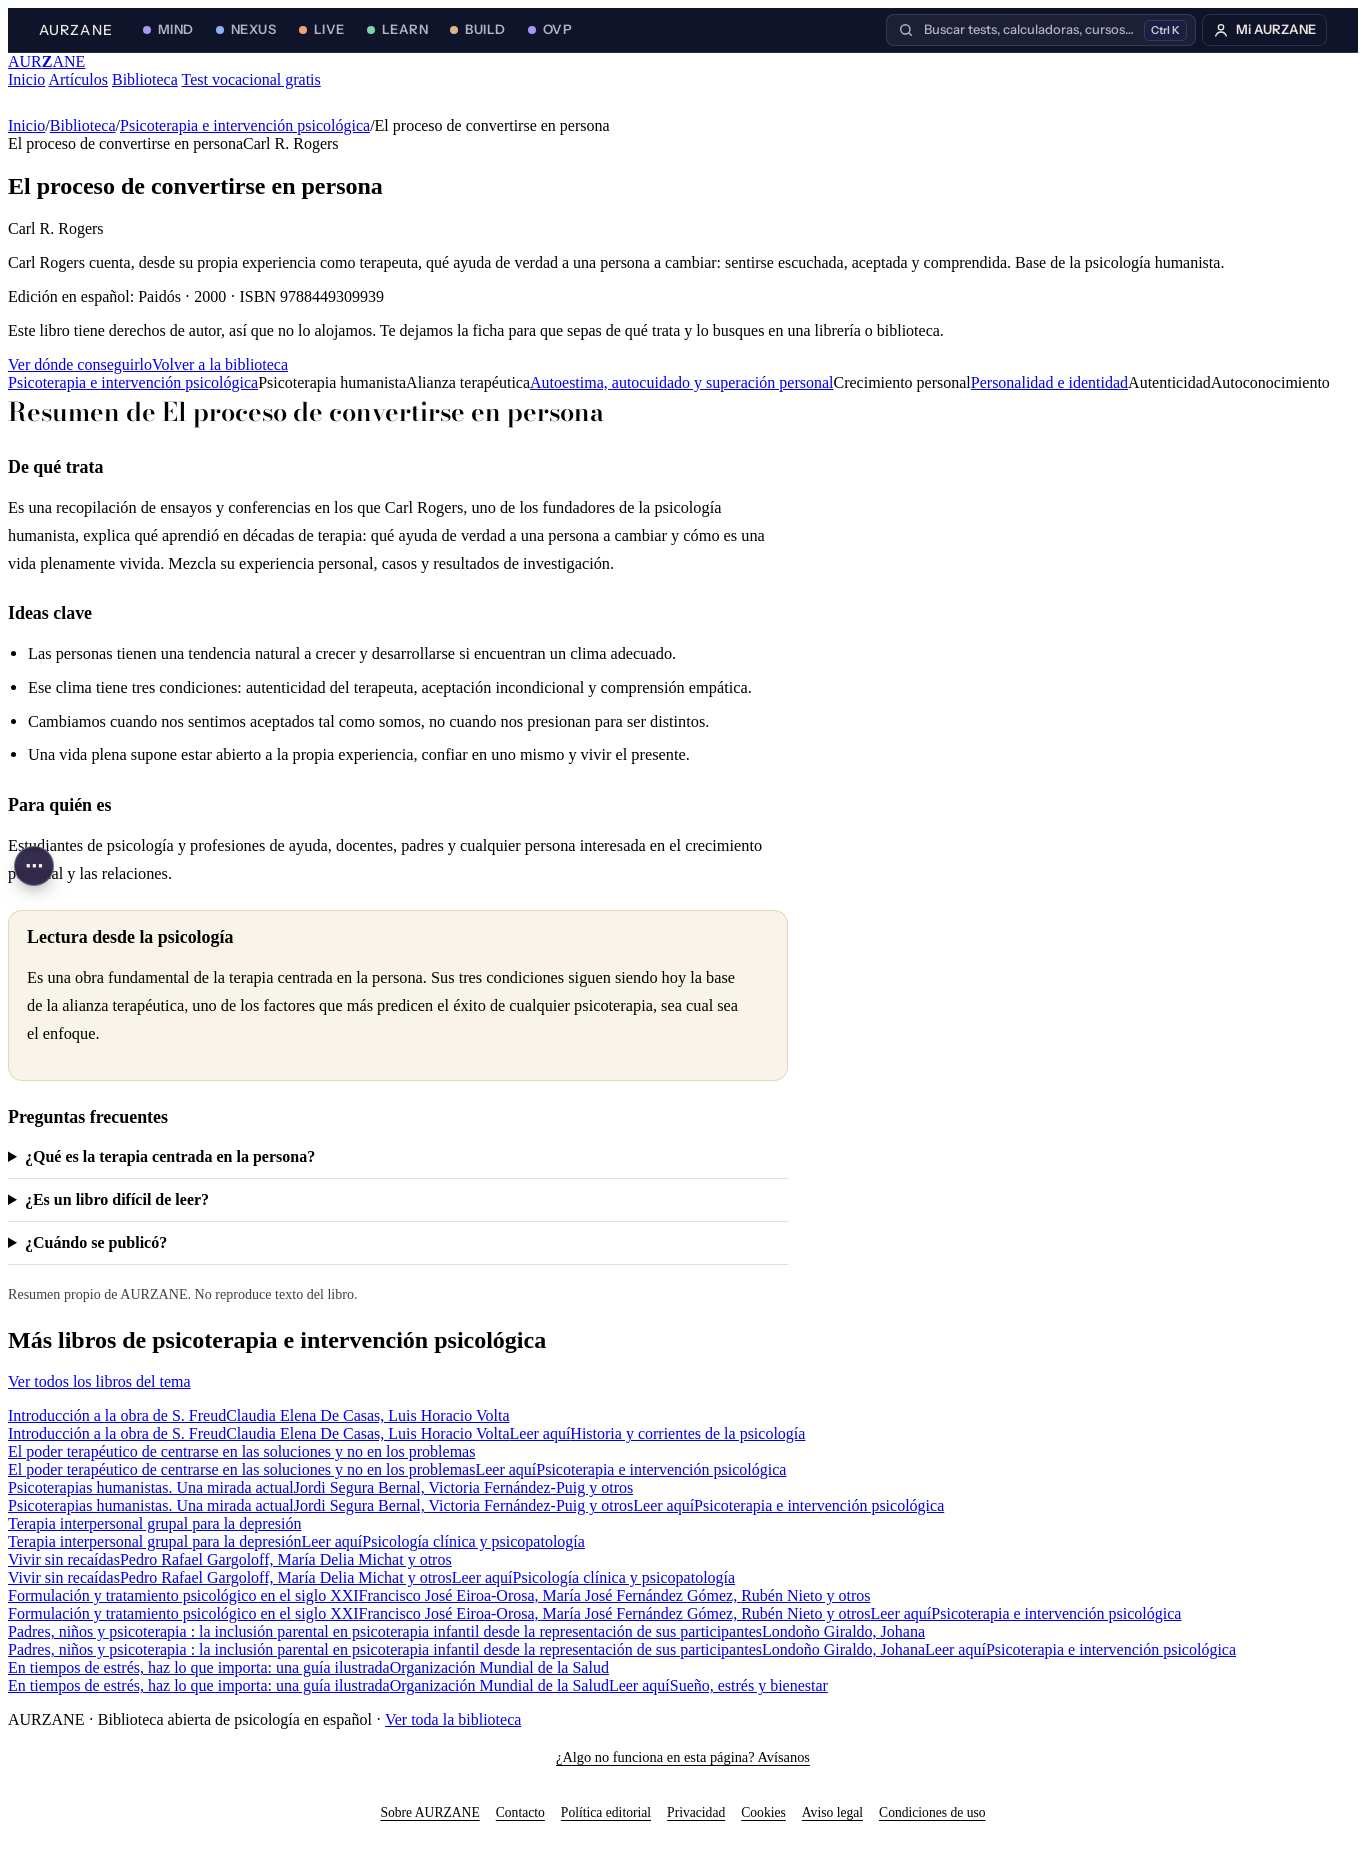 AURZANE MIND NEXUS LIVE LEARN BUILD OVP Buscar tests, calculadoras, cursos... Ctrl K Mi AURZANE
AURZANE
Inicio Artículos Biblioteca Test vocacional gratis
Inicio/Biblioteca/Psicoterapia e intervención psicológica/El proceso de convertirse en persona
El proceso de convertirse en personaCarl R. Rogers
El proceso de convertirse en persona
Carl R. Rogers
Carl Rogers cuenta, desde su propia experiencia como terapeuta, qué ayuda de verdad a una persona a cambiar: sentirse escuchada, aceptada y comprendida. Base de la psicología humanista.
Edición en español: Paidós · 2000 · ISBN 9788449309939
Este libro tiene derechos de autor, así que no lo alojamos. Te dejamos la ficha para que sepas de qué trata y lo busques en una librería o biblioteca.
Ver dónde conseguirloVolver a la biblioteca
Psicoterapia e intervención psicológicaPsicoterapia humanistaAlianza terapéuticaAutoestima, autocuidado y superación personalCrecimiento personalPersonalidad e identidadAutenticidadAutoconocimiento
Resumen de El proceso de convertirse en persona
De qué trata
Es una recopilación de ensayos y conferencias en los que Carl Rogers, uno de los fundadores de la psicología
humanista, explica qué aprendió en décadas de terapia: qué ayuda de verdad a una persona a cambiar y cómo es una
vida plenamente vivida. Mezcla su experiencia personal, casos y resultados de investigación.
Ideas clave
• Las personas tienen una tendencia natural a crecer y desarrollarse si encuentran un clima adecuado.
• Ese clima tiene tres condiciones: autenticidad del terapeuta, aceptación incondicional y comprensión empática.
• Cambiamos cuando nos sentimos aceptados tal como somos, no cuando nos presionan para ser distintos.
• Una vida plena supone estar abierto a la propia experiencia, confiar en uno mismo y vivir el presente.
Para quién es
Estudiantes de psicología y profesiones de ayuda, docentes, padres y cualquier persona interesada en el crecimiento
y las relaciones.
Lectura desde la psicología
Es una obra fundamental de la terapia centrada en la persona. Sus tres condiciones siguen siendo hoy la base
de la alianza terapéutica, uno de los factores que más predicen el éxito de cualquier psicoterapia, sea cual sea
el enfoque.
Preguntas frecuentes
¿Qué es la terapia centrada en la persona?
¿Es un libro difícil de leer?
¿Cuándo se publicó?
Resumen propio de AURZANE. No reproduce texto del libro.
Más libros de psicoterapia e intervención psicológica
Ver todos los libros del tema
Introducción a la obra de S. FreudClaudia Elena De Casas, Luis Horacio Volta
Introducción a la obra de S. FreudClaudia Elena De Casas, Luis Horacio VoltaLeer aquíHistoria y corrientes de la psicología
El poder terapéutico de centrarse en las soluciones y no en los problemas
El poder terapéutico de centrarse en las soluciones y no en los problemasLeer aquíPsicoterapia e intervención psicológica
Psicoterapias humanistas. Una mirada actualJordi Segura Bernal, Victoria Fernández-Puig y otros
Psicoterapias humanistas. Una mirada actualJordi Segura Bernal, Victoria Fernández-Puig y otrosLeer aquíPsicoterapia e intervención psicológica
Terapia interpersonal grupal para la depresión
Terapia interpersonal grupal para la depresiónLeer aquíPsicología clínica y psicopatología
Vivir sin recaídasPedro Rafael Gargoloff, María Delia Michat y otros
Vivir sin recaídasPedro Rafael Gargoloff, María Delia Michat y otrosLeer aquíPsicología clínica y psicopatología
Formulación y tratamiento psicológico en el siglo XXIFrancisco José Eiroa-Orosa, María José Fernández Gómez, Rubén Nieto y otros
Formulación y tratamiento psicológico en el siglo XXIFrancisco José Eiroa-Orosa, María José Fernández Gómez, Rubén Nieto y otrosLeer aquíPsicoterapia e intervención psicológica
Padres, niños y psicoterapia : la inclusión parental en psicoterapia infantil desde la representación de sus participantesLondoño Giraldo, Johana
Padres, niños y psicoterapia : la inclusión parental en psicoterapia infantil desde la representación de sus participantesLondoño Giraldo, JohanaLeer aquíPsicoterapia e intervención psicológica
En tiempos de estrés, haz lo que importa: una guía ilustradaOrganización Mundial de la Salud
En tiempos de estrés, haz lo que importa: una guía ilustradaOrganización Mundial de la SaludLeer aquíSueño, estrés y bienestar
AURZANE · Biblioteca abierta de psicología en español · Ver toda la biblioteca
¿Algo no funciona en esta página? Avísanos
Sobre AURZANE Contacto Política editorial Privacidad Cookies Aviso legal Condiciones de uso